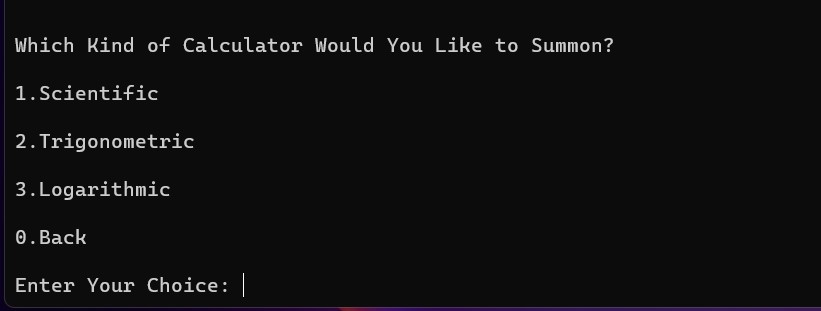 Which Kind of Calculator Would You Like to Summon?
1.Scientific
2.Trigonometric
3.Logarithmic
0.Back
Enter Your Choice: